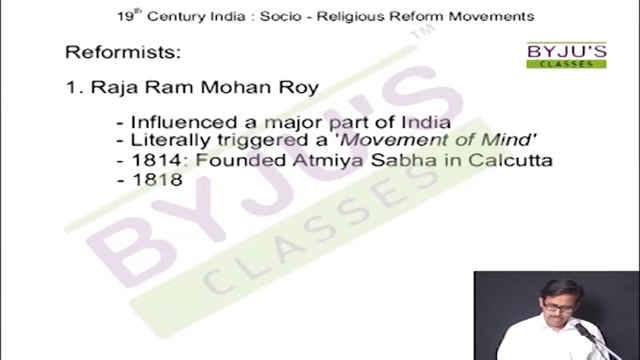 19th Century India : Socio - Religious Reform Movements
Reformists:
BYJU'S
CLASSES
1. Raja Ram Mohan Roy
- Influenced a major part of India
- Literally triggered a 'Movement of Mind'
- 1814: Founded Atmiya Sabha in Calcutta
- 1818
BYJU'S
CLASSES
TM